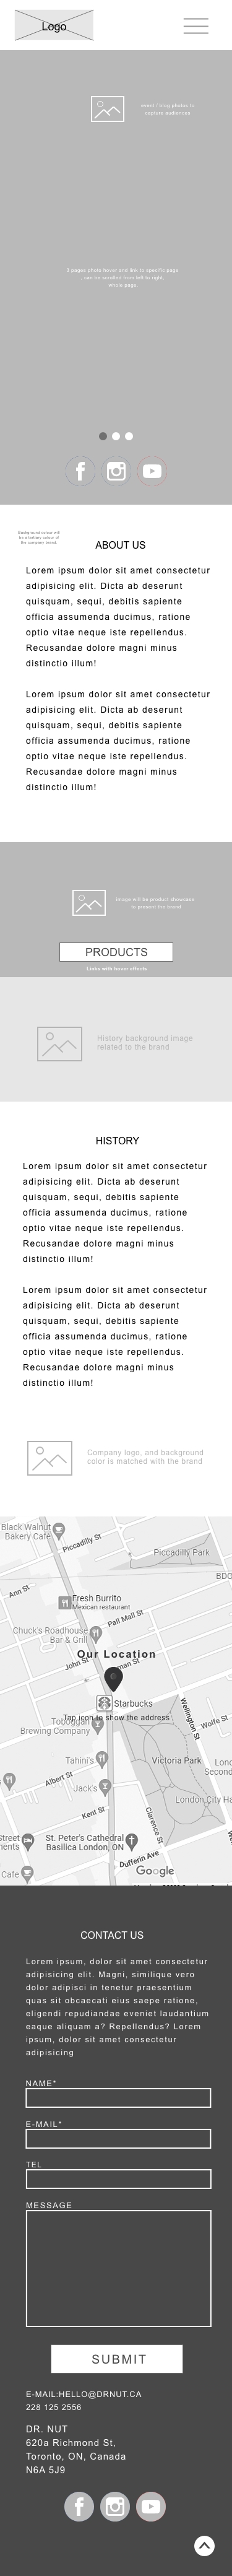 Logo
event / blog photos to
capture audiences
3 pages photo hover and link to specific page
can be scrolled from left to right,
whole page.
Background colour will
be a tertiary colour of
the company brand.
ABOUT US
Lorem ipsum dolor sit amet consectetur
adipisicing elit. Dicta ab deserunt
quisquam, sequi, debitis sapiente
officia assumenda ducimus, ratione
optio vitae neque iste repellendus.
Recusandae dolore magni minus
distinctio illum!
Lorem ipsum dolor sit amet consectetur
adipisicing elit. Dicta ab deserunt
quisquam, sequi, debitis sapiente
officia assumenda ducimus, ratione
optio vitae neque iste repellendus.
Recusandae dolore magni minus
distinctio illum!
Image will be product showcase
to present the brand
PRODUCTS
Links with hover effects
History background image
related to the brand
HISTORY
Lorem ipsum dolor sit amet consectetur
adipisicing elit. Dicta ab deserunt
quisquam, sequi, debitis sapiente
officia assumenda ducimus, ratione
optio vitae neque iste repellendus.
Recusandae dolore magni minus
distinctio illum!
Lorem ipsum dolor sit amet consectetur
adipisicing elit. Dicta ab deserunt
quisquam, sequi, debitis sapiente
officia assumenda ducimus, ratione
optio vitae neque iste repellendus.
Recusandae dolore magni minus
distinctio illum!
Company logo, and background
color is matched with the brand
Black Walnut
Bakery Cafe
Piccadilly St
Piccadilly Park
BDO
Ann St
Fresh Burrito
Mexican restaurant
Pall Mall St
Chuck's Roadhouse
Bar & Grill
Our Location
John St
Starbucks
Tap icon to show the address
Toboggan
Brewing Company
Wellington St
Wolfe St
Tahini's
Victoria Park
Albert St
Jack's
London City Ha
Kent St
Clarence St
St. Peter's Cathedral
Basilica London, ON
Dufferin Ave
Cafe
Google
CONTACT US
Lorem ipsum, dolor sit amet consectetur
adipisicing elit. Magni, similique vero
dolor adipisci in tenetur praesentium
quas sit obcaecati eius saepe ratione,
eligendi repudiandae eveniet laudantium
eaque aliquam a? Repellendus? Lorem
ipsum, dolor sit amet consectetur
adipisicing
NAME*
E-MAIL*
TEL
MESSAGE
SUBMIT
E-MAIL:HELLO@DRNUT.CA
228 125 2556
DR. NUT
620a Richmond St,
Toronto, ON, Canada
N6A 5J9